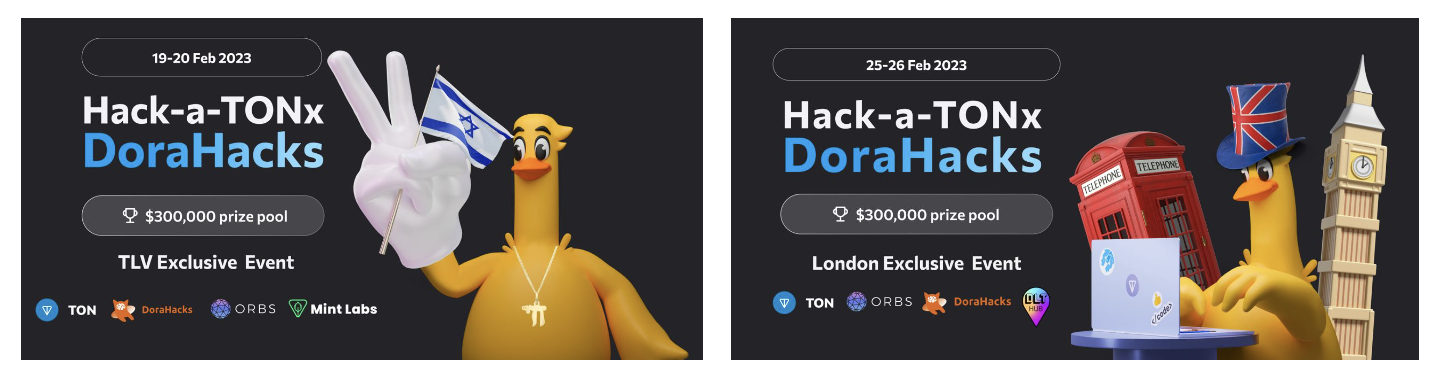 19-20 Feb 2023
Hack-a-TONx
DoraHacks
$300,000 prize pool
TLV Exclusive Event
TON DoraHacks ORBS Mint Labs
חי
25-26 Feb 2023
Hack-a-TONx
DoraHacks
$300,000 prize pool
London Exclusive Event
TON ORBS DoraHacks DLT HUB
TELEPHONE TELEPHONE
</code>